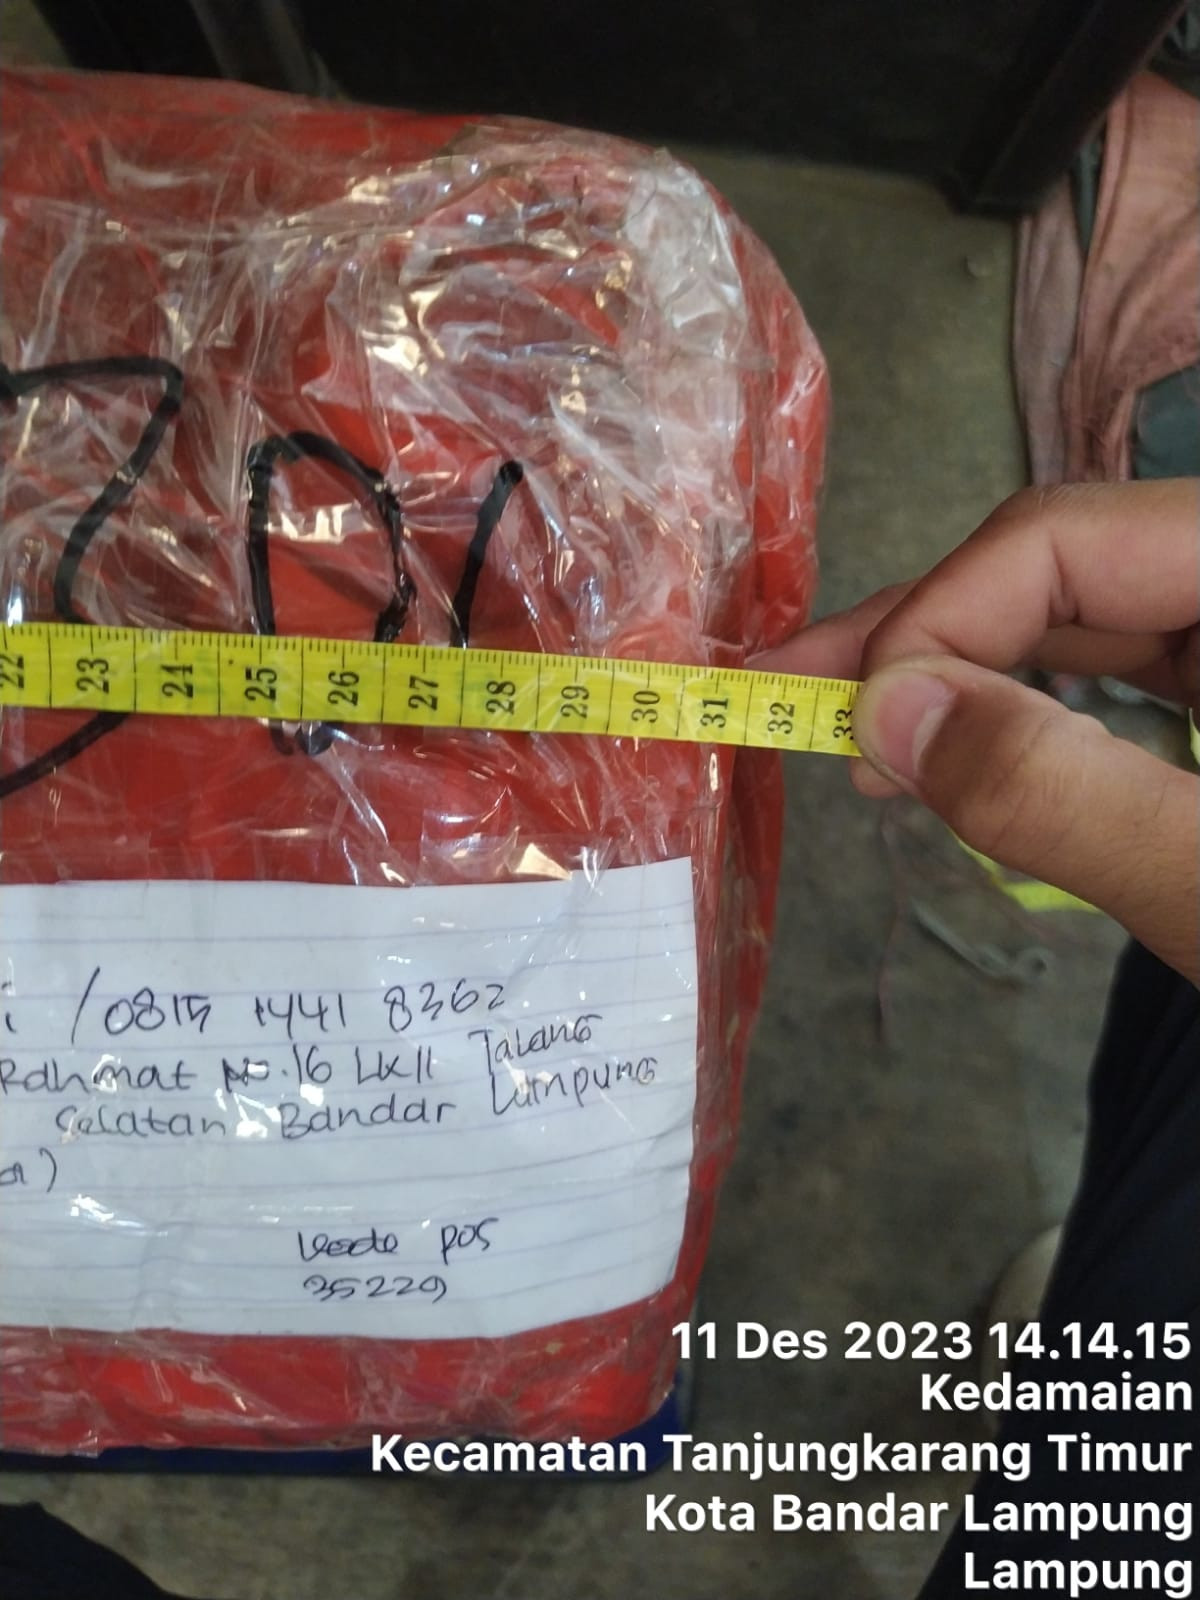 22 23 24 25 26 27 28 29 30 31 32 33
i /0815 1441 8362
Rahmat No.16 LK II Talang
Selatan Bandar Lampung
Kode pos
35229
11 Des 2023 14.14.15
Kedamaian
Kecamatan Tanjungkarang Timur
Kota Bandar Lampung
Lampung